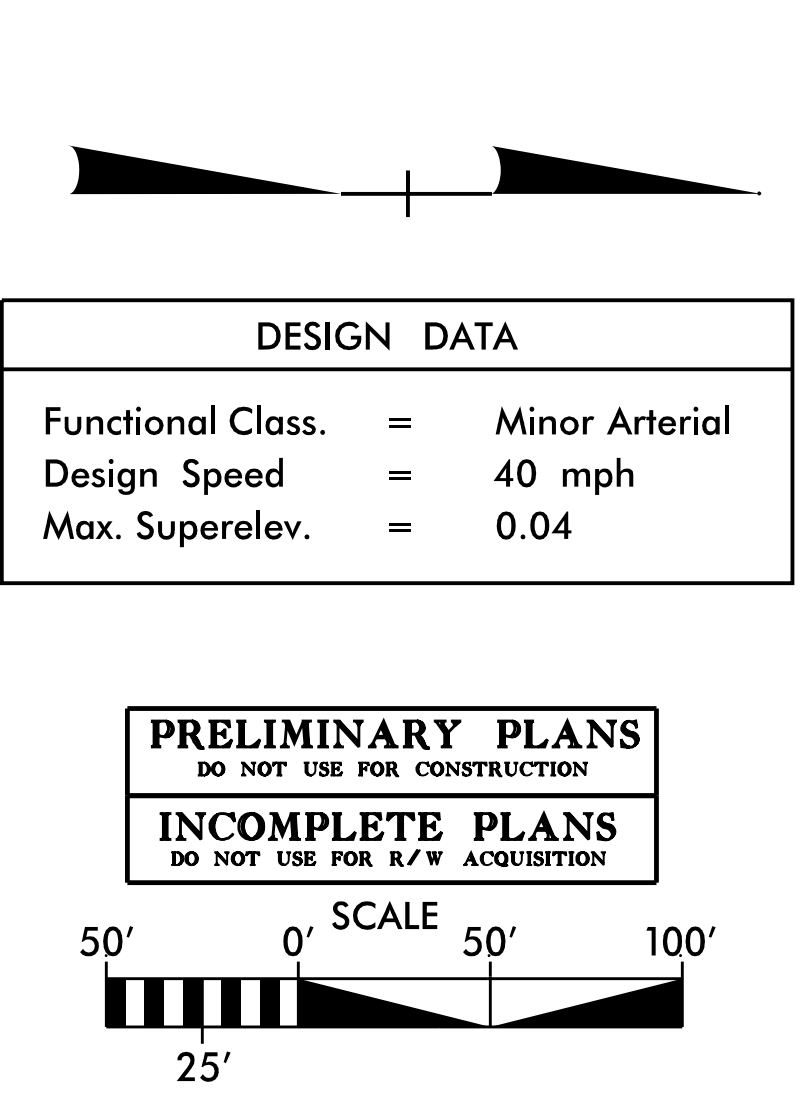 DESIGN DATA
Functional Class. = Minor Arterial
Design Speed = 40 mph
Max. Superelev. = 0.04
PRELIMINARY PLANS
DO NOT USE FOR CONSTRUCTION
INCOMPLETE PLANS
DO NOT USE FOR R/W ACQUISITION
SCALE
50' 0' 50' 100'
25'